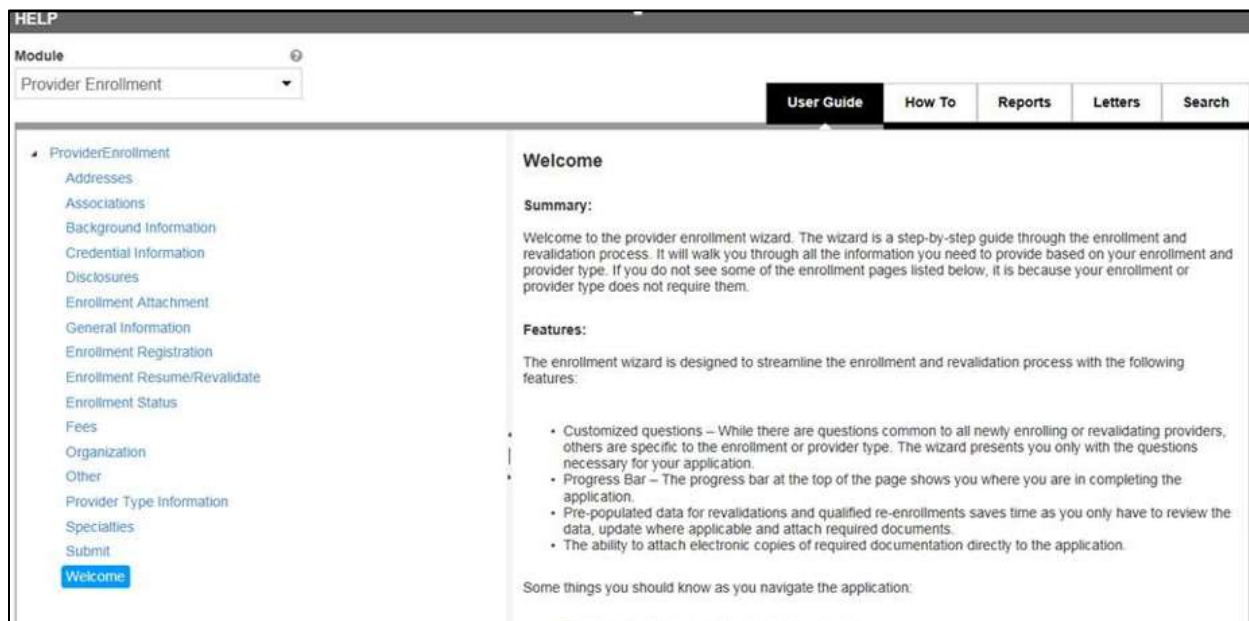 HELP
Module
Provider Enrollment
User Guide How To Reports Letters Search
ProviderEnrollment
Addresses
Associations
Background Information
Credential Information
Disclosures
Enrollment Attachment
General Information
Enrollment Registration
Enrollment Resume/Revalidate
Enrollment Status
Fees
Organization
Other
Provider Type Information
Specialties
Submit
Welcome
Welcome
Summary:
Welcome to the provider enrollment wizard. The wizard is a step-by-step guide through the enrollment and
revalidation process. It will walk you through all the information you need to provide based on your enrollment and
provider type. If you do not see some of the enrollment pages listed below, it is because your enrollment or
provider type does not require them.
Features:
The enrollment wizard is designed to streamline the enrollment and revalidation process with the following
features:
• Customized questions – While there are questions common to all newly enrolling or revalidating providers,
others are specific to the enrollment or provider type. The wizard presents you only with the questions
necessary for your application.
• Progress Bar – The progress bar at the top of the page shows you where you are in completing the
application.
• Pre-populated data for revalidations and qualified re-enrollments saves time as you only have to review the
data, update where applicable and attach required documents.
• The ability to attach electronic copies of required documentation directly to the application.
Some things you should know as you navigate the application: